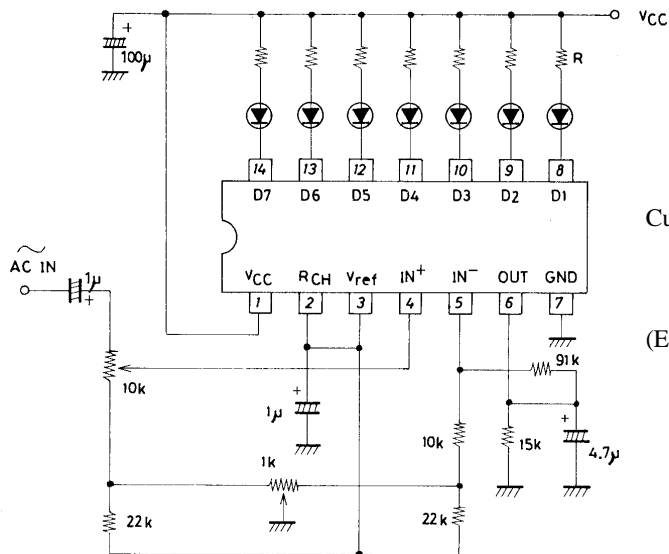 VCC
100μ
R
14 13 12 11 10 9 8
D7 D6 D5 D4 D3 D2 D1
Cu
AC IN
1μ
VCC RCH Vref IN+ IN- OUT GND
1 2 3 4 5 6 7
(E
91k
10k
1μ
10k
15k
4.7μ
1k
22k
22k